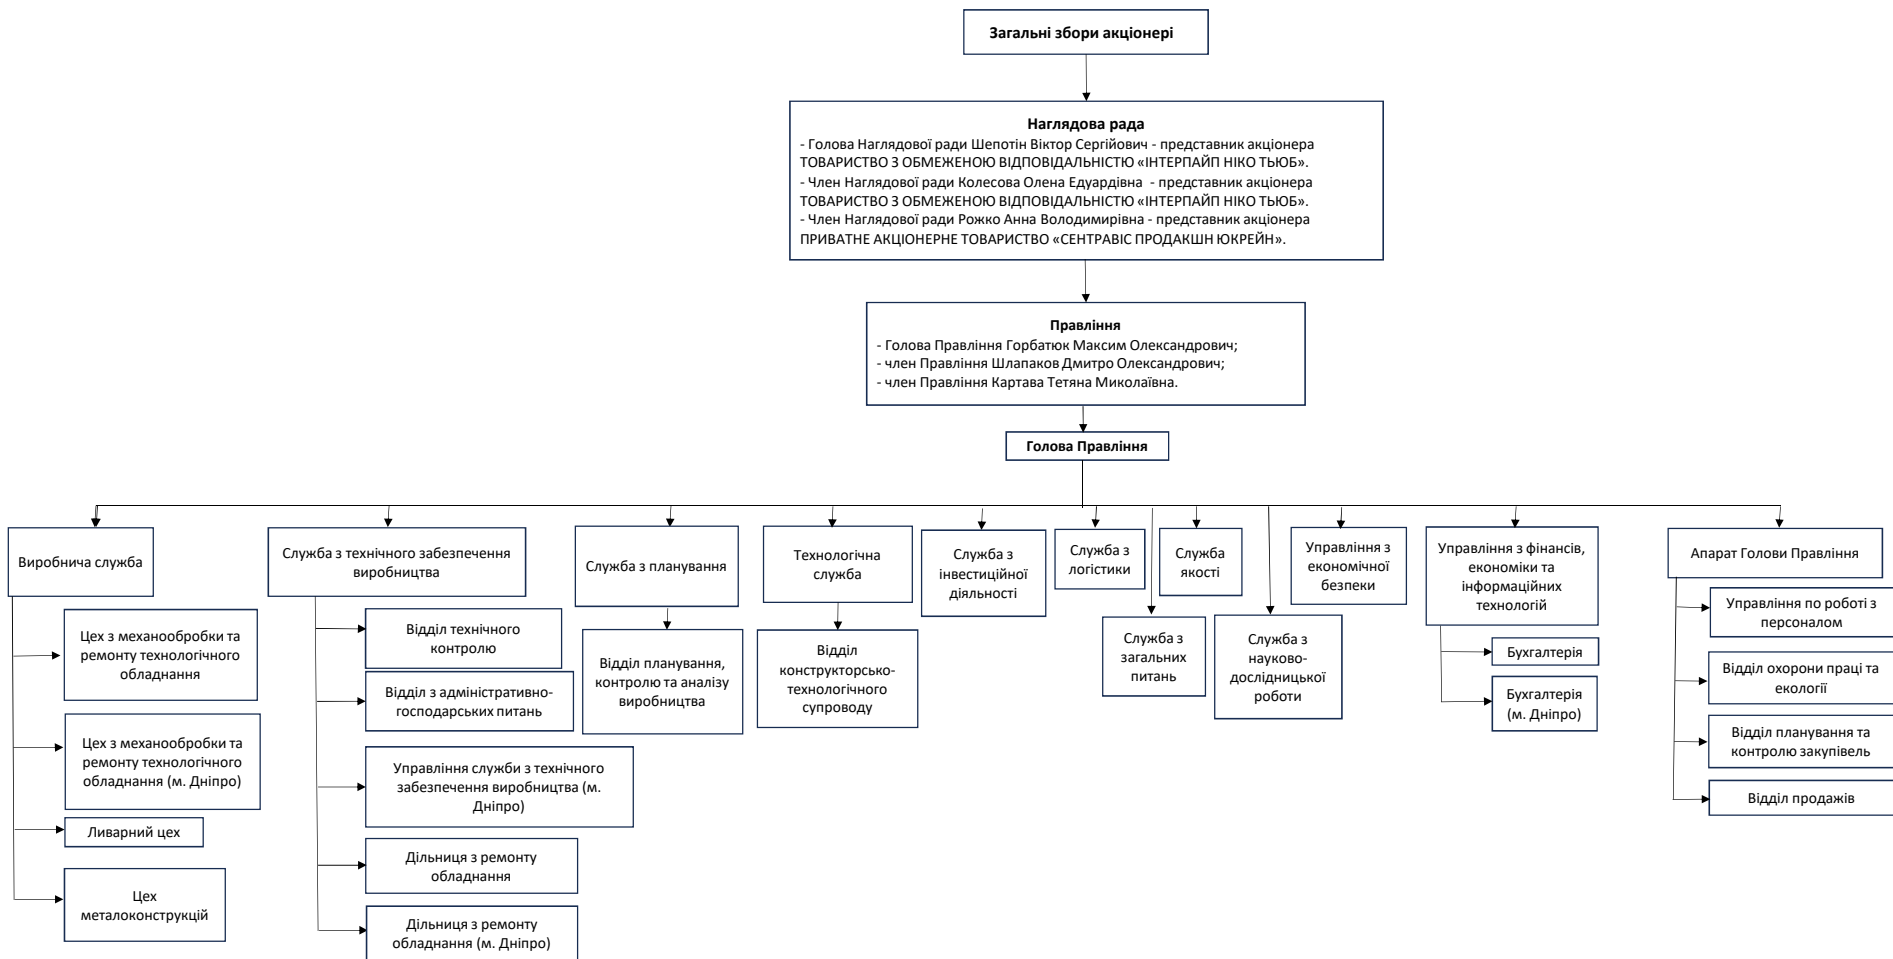 Загальні збори акціонері
Наглядова рада
- Голова Наглядової ради Шепотін Віктор Сергійович - представник акціонера
ТОВАРИСТВО З ОБМЕЖЕНОЮ ВІДПОВІДАЛЬНІСТЮ «ІНТЕРПАЙП НІКО ТЬЮБ».
- Член Наглядової ради Колесова Олена Едуардівна - представник акціонера
ТОВАРИСТВО З ОБМЕЖЕНОЮ ВІДПОВІДАЛЬНІСТЮ «ІНТЕРПАЙП НІКО ТЬЮБ».
- Член Наглядової ради Рожко Анна Володимирівна - представник акціонера
ПРИВАТНЕ АКЦІОНЕРНЕ ТОВАРИСТВО «СЕНТРАВІС ПРОДАКШН ЮКРЕЙН».
Правління
- Голова Правління Горбатюк Максим Олександрович;
- член Правління Шлапаков Дмитро Олександрович;
- член Правління Картава Тетяна Миколаївна.
Голова Правління
Виробнича служба
Служба з технічного забезпечення
виробництва
Служба з планування
Технологічна
служба
Служба з
інвестиційної
діяльності
Служба з
логістики
Служба
якості
Управління з
економічної
безпеки
Управління з фінансів,
економіки та
інформаційних
технологій
Апарат Голови Правління
Цех з механообробки та
ремонту технологічного
обладнання
Цех з механообробки та
ремонту технологічного
обладнання (м. Дніпро)
Ливарний цех
Цех
металоконструкцій
Відділ технічного
контролю
Відділ з адміністративно-
господарських питань
Управління служби з технічного
забезпечення виробництва (м.
Дніпро)
Дільниця з ремонту
обладнання
Дільниця з ремонту
обладнання (м. Дніпро)
Відділ планування,
контролю та аналізу
виробництва
Відділ
конструкторсько-
технологічного
супроводу
Служба з
загальних
питань
Служба з
науково-
дослідницької
роботи
Бухгалтерія
Бухгалтерія
(м. Дніпро)
Управління по роботі з
персоналом
Відділ охорони праці та
екології
Відділ планування та
контролю закупівель
Відділ продажів